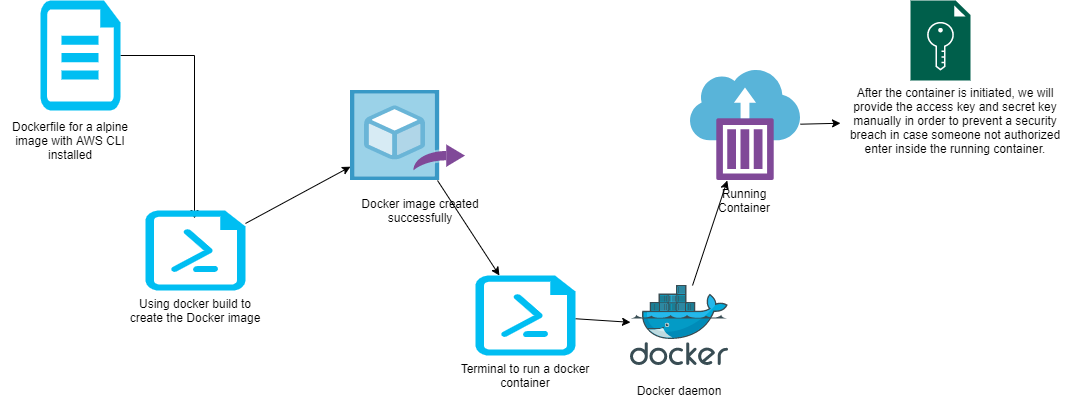 Dockerfile for a alpine
image with AWS CLI
installed
Using docker build to
create the Docker image
Docker image created
successfully
Terminal to run a docker
container
docker
Docker daemon
Running
Container
After the container is initiated, we will
provide the access key and secret key
manually in order to prevent a security
breach in case someone not authorized
enter inside the running container.